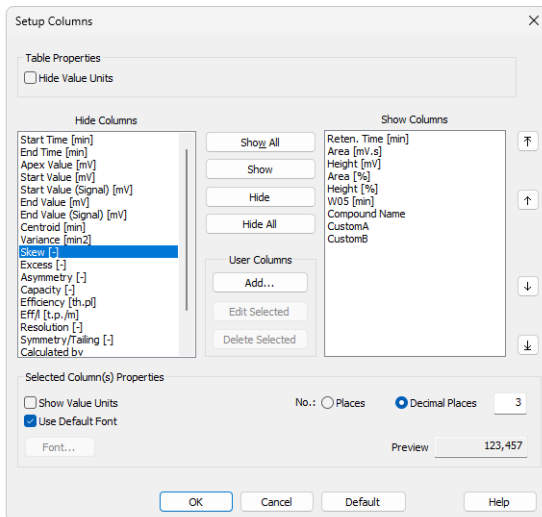 Setup Columns
Table Properties
Hide Value Units
Hide Columns
Start Time [min]
End Time [min]
Apex Value [mV]
Start Value [mV]
Start Value (Signal) [mV]
End Value [mV]
End Value (Signal) [mV]
Centroid [min]
Variance [min2]
Skew [-]
Excess [-]
Asymmetry [-]
Capacity [-]
Efficiency [th.pl]
Eff/l [t.p./m]
Resolution [-]
Symmetry/Tailing [-]
Calculated by
Show All
Show
Hide
Hide All
User Columns
Add...
Edit Selected
Delete Selected
Show Columns
Reten. Time [min]
Area [mV.s]
Height [mV]
Area [%]
Height [%]
W05 [min]
Compound Name
CustomA
CustomB
Selected Column(s) Properties
Show Value Units
No.: Places Decimal Places 3
Use Default Font
Font...
Preview 123,457
OK Cancel Default Help